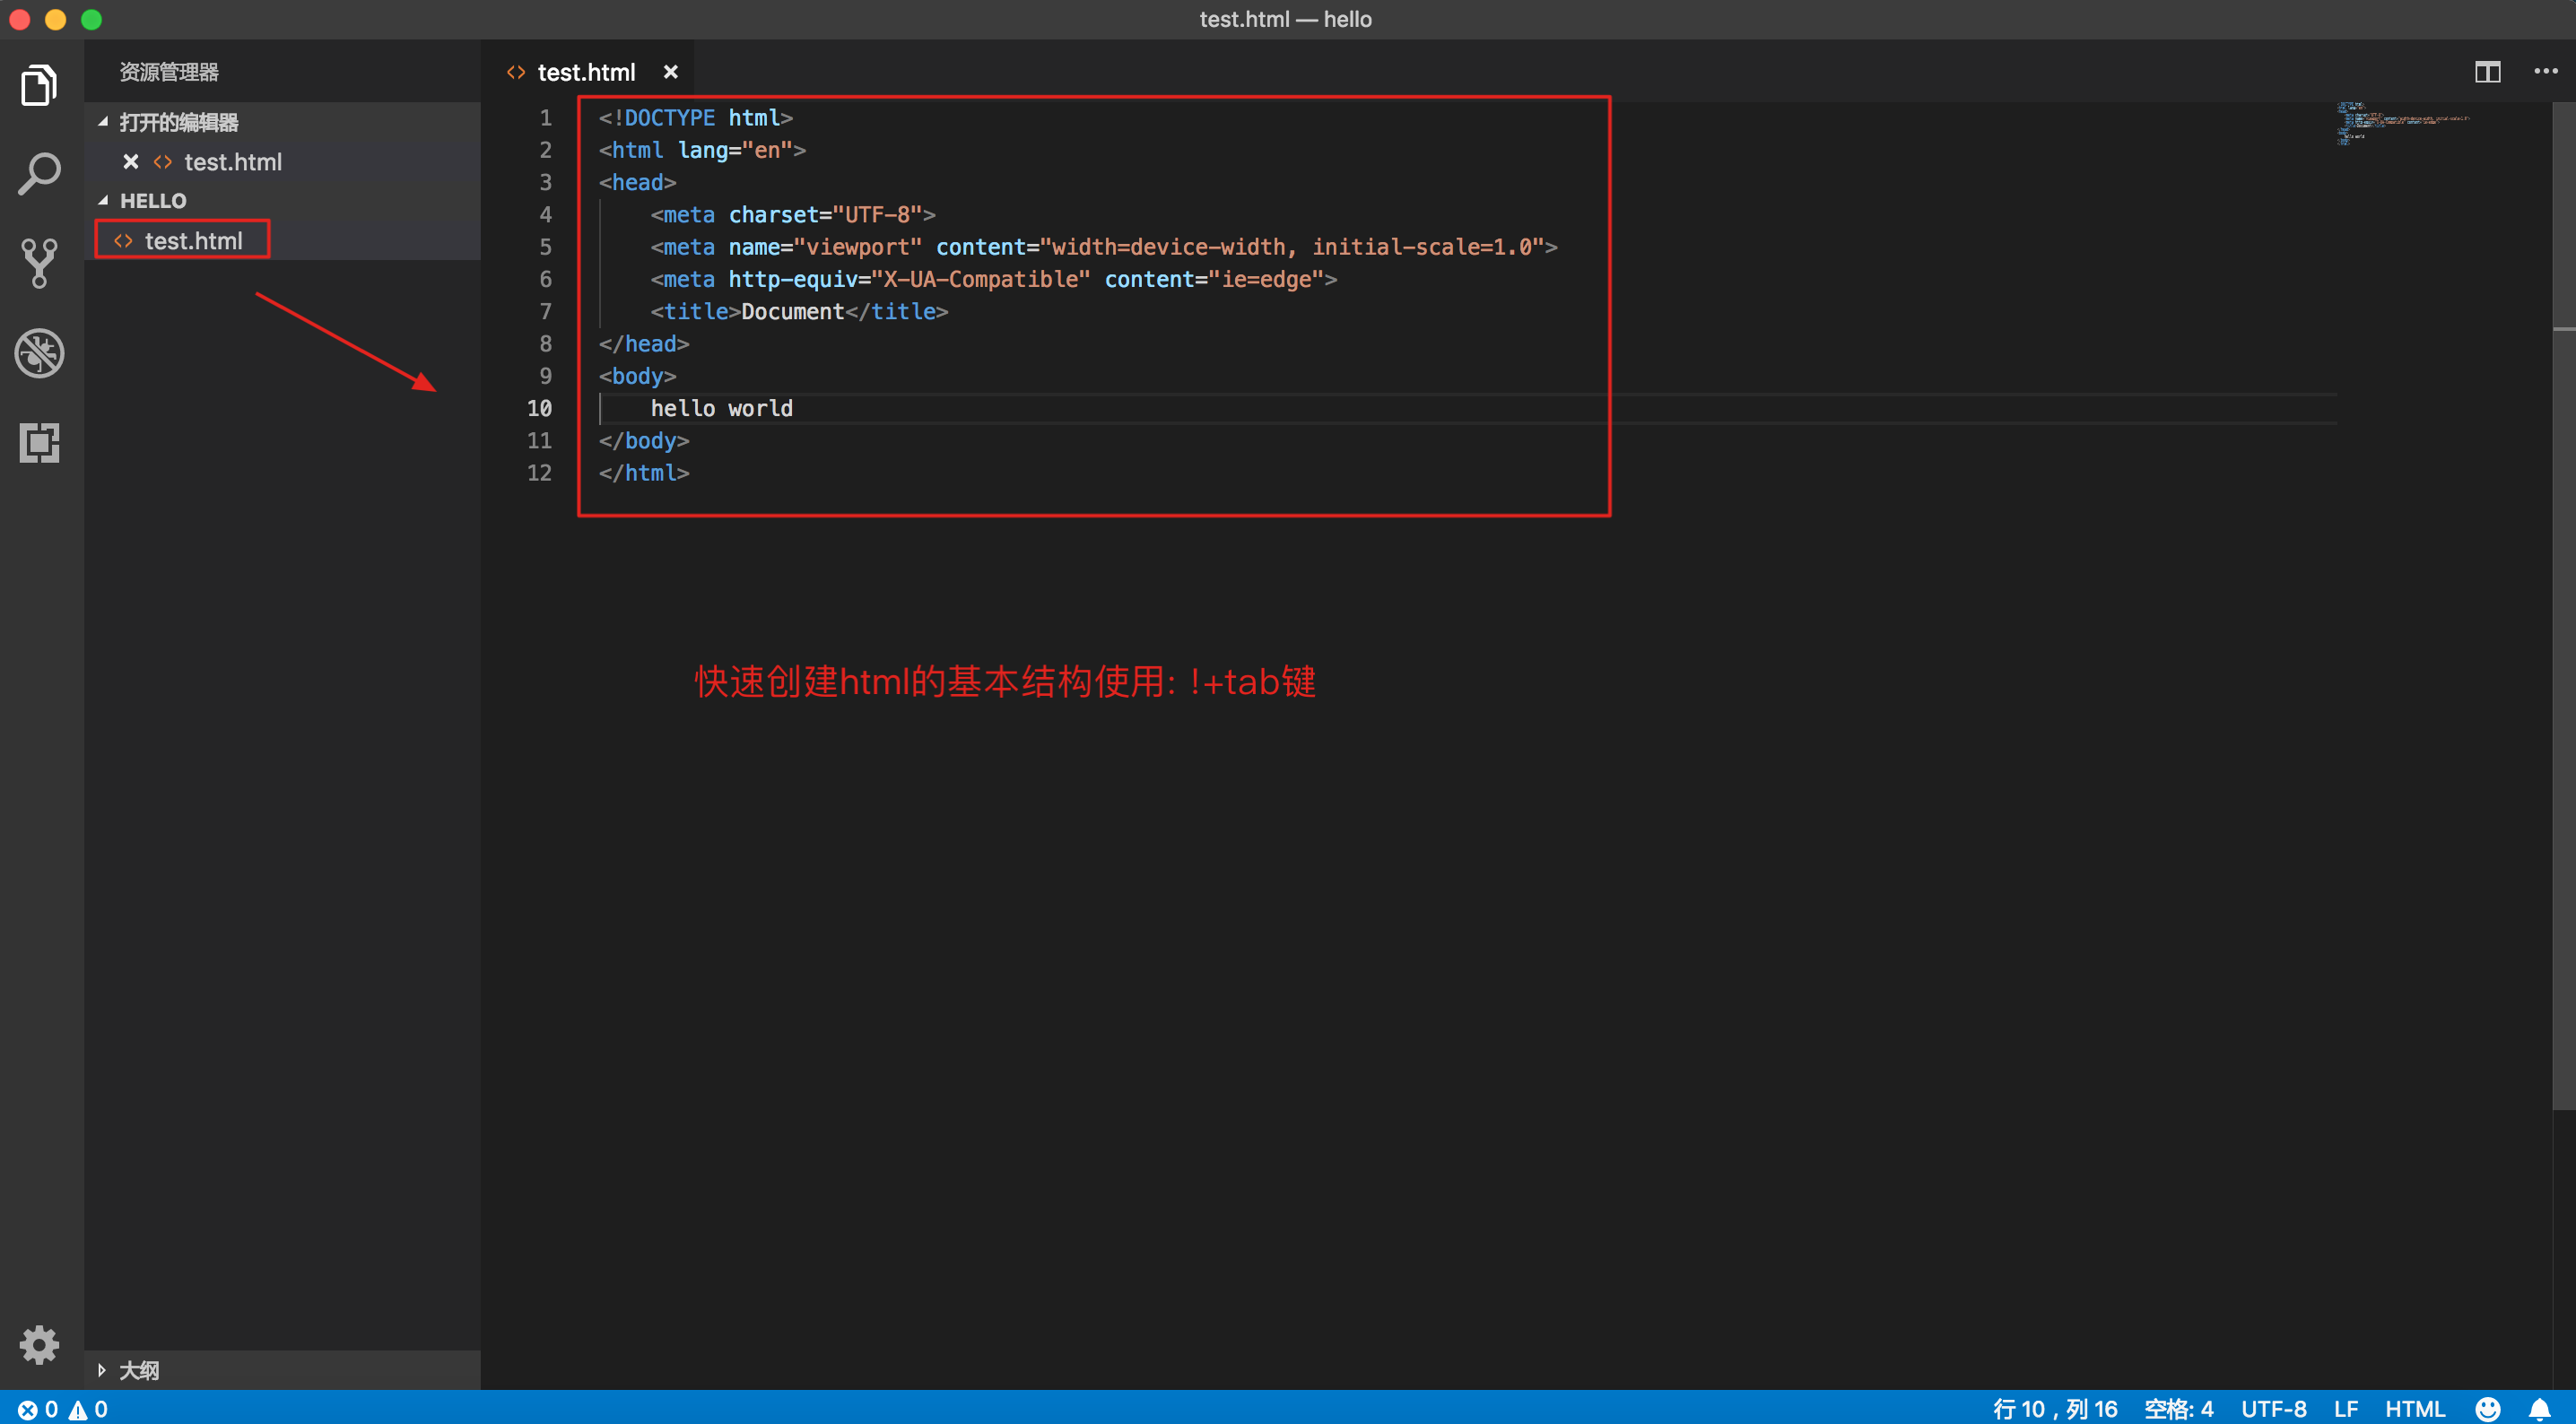 test.html — hello
资源管理器
打开的编辑器
test.html
HELLO
test.html
大纲
test.html
1 <!DOCTYPE html>
2 <html lang="en">
3 <head>
4     <meta charset="UTF-8">
5     <meta name="viewport" content="width=device-width, initial-scale=1.0">
6     <meta http-equiv="X-UA-Compatible" content="ie=edge">
7     <title>Document</title>
8 </head>
9 <body>
10     hello world
11 </body>
12 </html>
快速创建html的基本结构使用: !+tab键
0 0
行 10，列 16 空格: 4 UTF-8 LF HTML